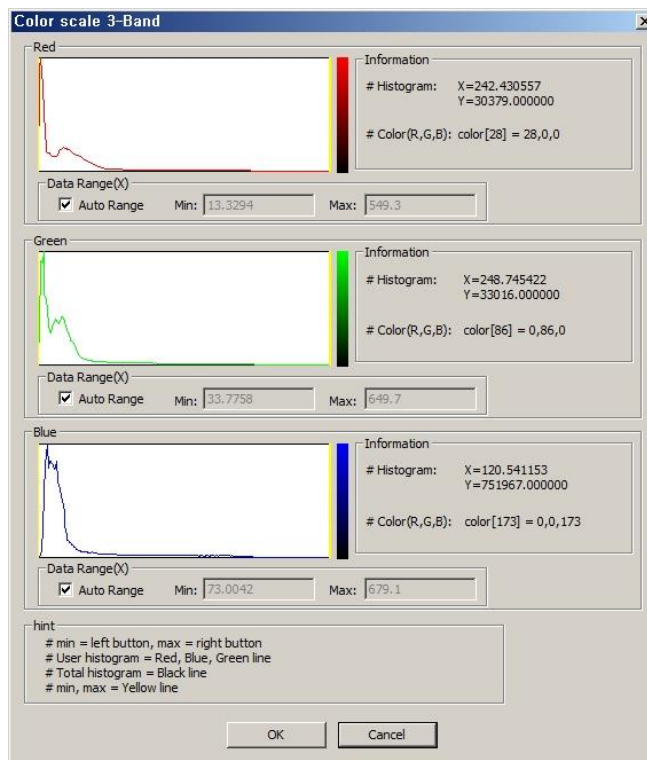 Color scale 3-Band
Red
Information
# Histogram: X=242.430557
Y=30379.000000
# Color(R,G,B): color[28] = 28,0,0
Data Range(X)
Auto Range Min: 13.3294 Max: 549.3
Green
Information
# Histogram: X=248.745422
Y=33016.000000
# Color(R,G,B): color[86] = 0,86,0
Data Range(X)
Auto Range Min: 33.7758 Max: 649.7
Blue
Information
# Histogram: X=120.541153
Y=751967.000000
# Color(R,G,B): color[173] = 0,0,173
Data Range(X)
Auto Range Min: 73.0042 Max: 679.1
hint
# min = left button, max = right button
# User histogram = Red, Blue, Green line
# Total histogram = Black line
# min, max = Yellow line
OK Cancel